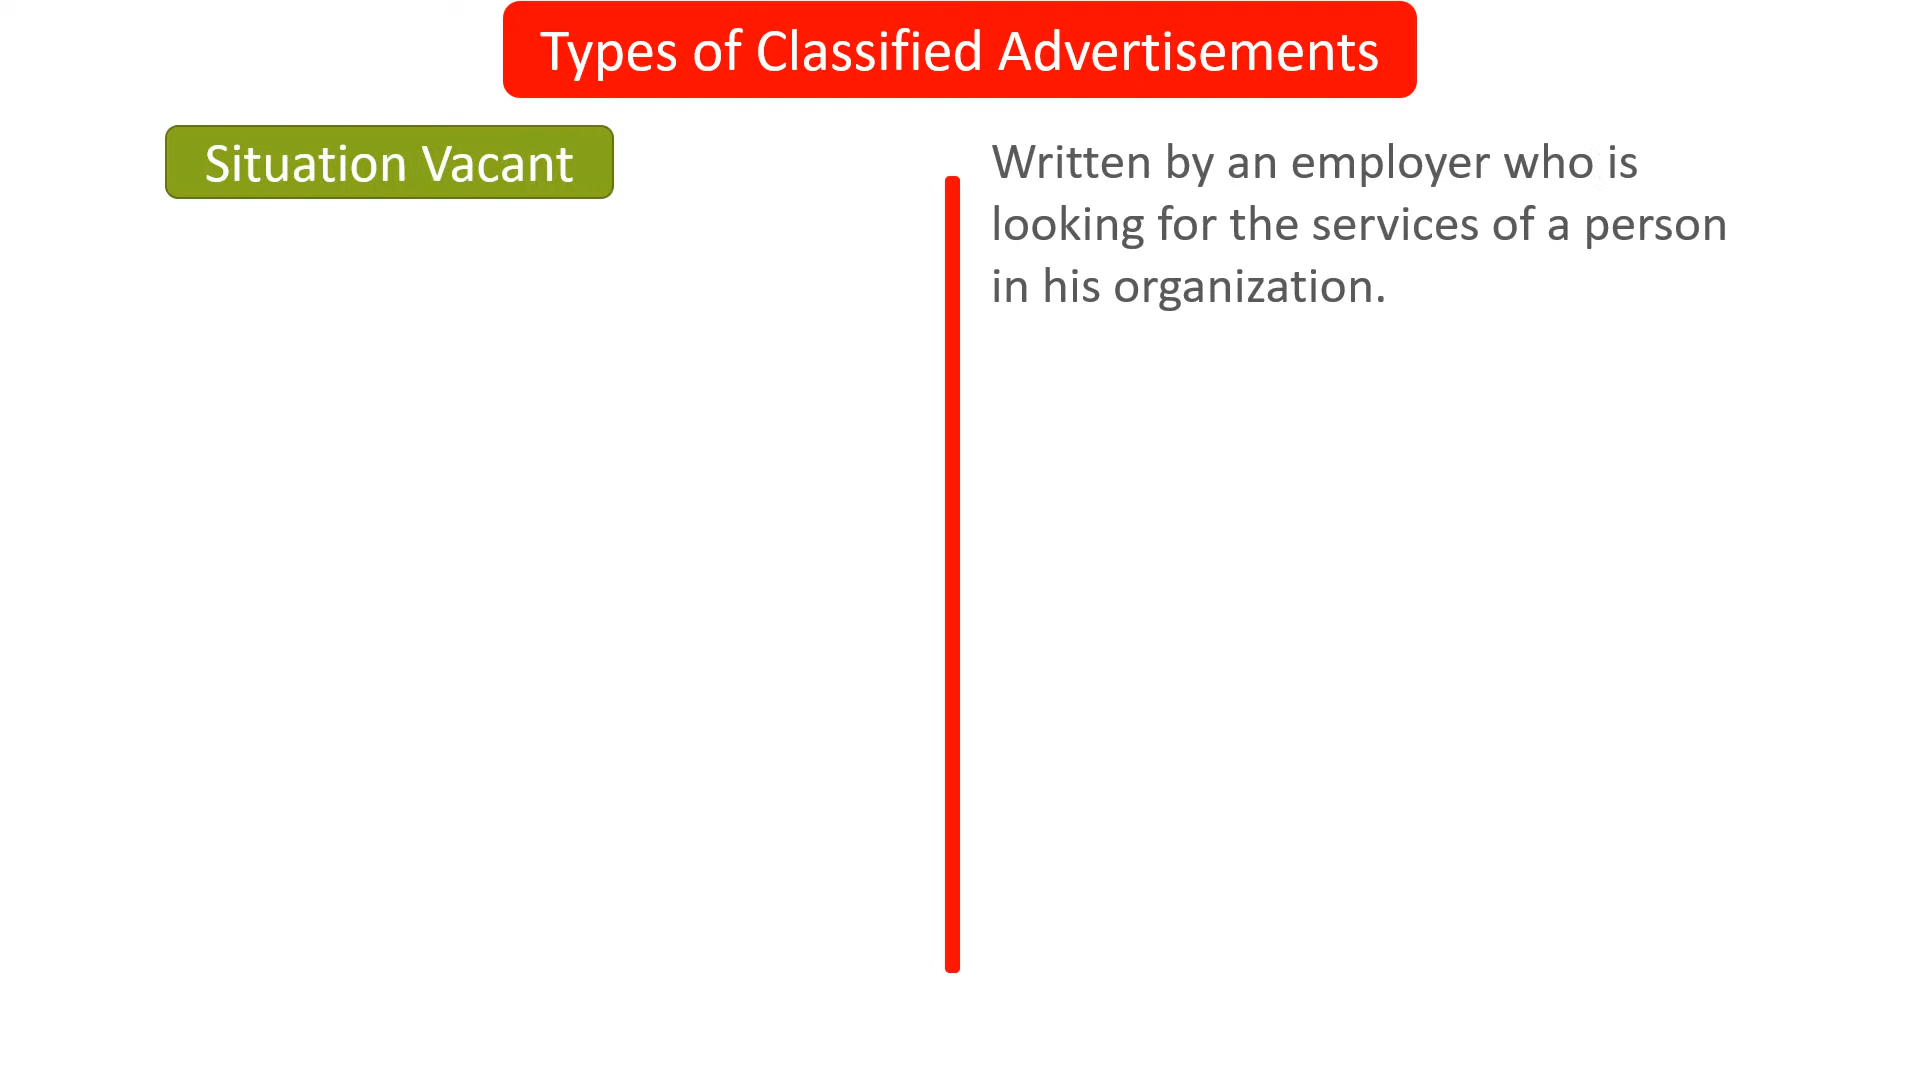 Types of Classified Advertisements
Situation Vacant
Written by an employer who is
looking for the services of a person
in his organization.